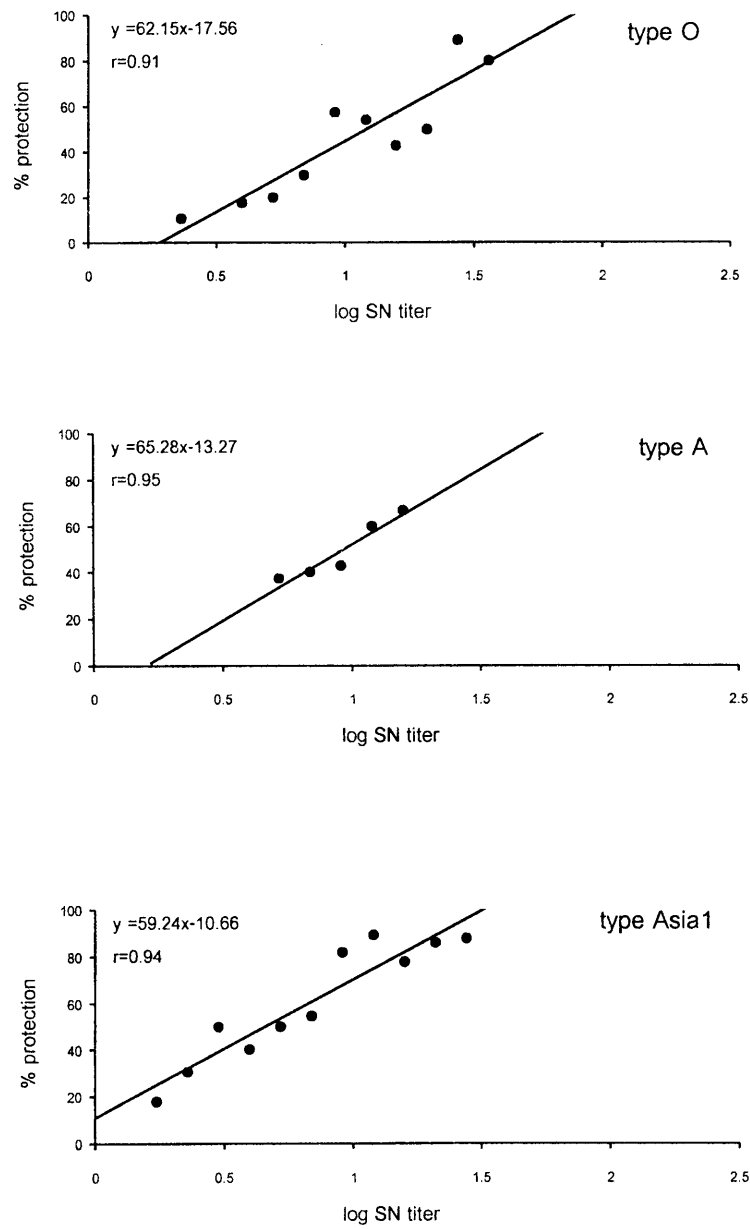 y =62.15x-17.56
type O
r=0.91
100
80
60
40
20
0
% protection
0 0.5 1 1.5 2 2.5
log SN titer
y =65.28x-13.27
type A
r=0.95
100
80
60
40
20
0
% protection
0 0.5 1 1.5 2 2.5
log SN titer
y =59.24x-10.66
type Asia1
r=0.94
100
80
60
40
20
0
% protection
0 0.5 1 1.5 2 2.5
log SN titer